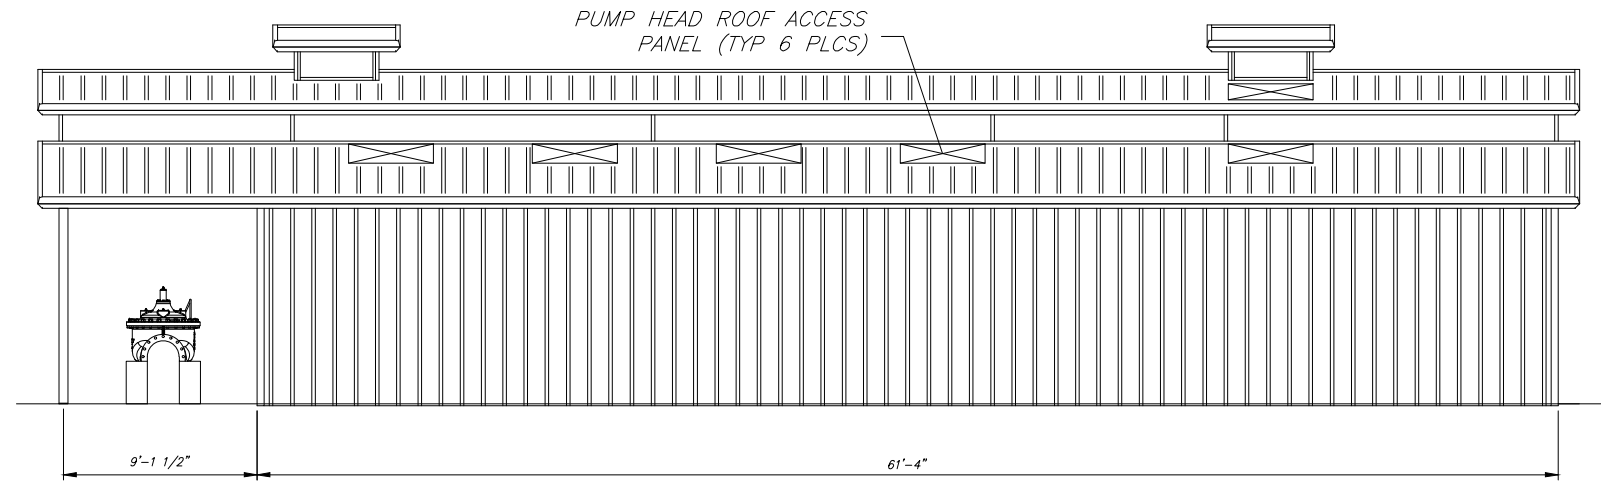 PUMP HEAD ROOF ACCESS
PANEL (TYP 6 PLCS)
9'-1 1/2"
61'-4"